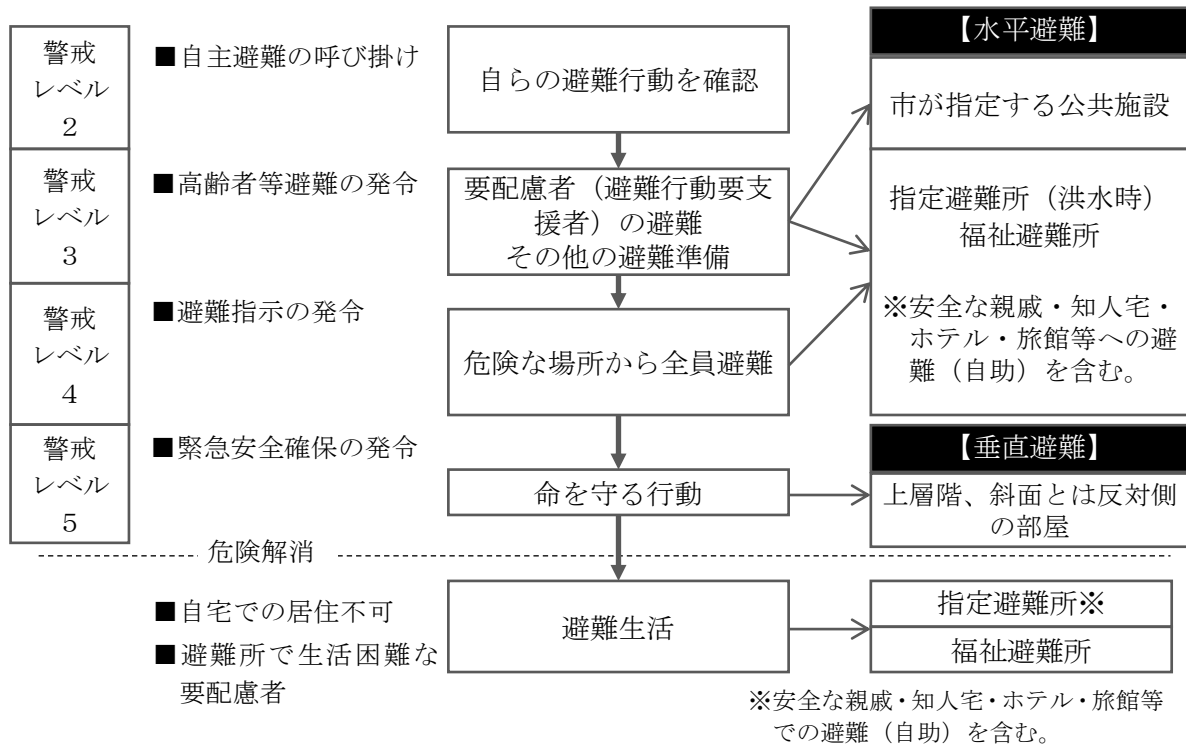 警戒
レベル
２
■自主避難の呼び掛け
自らの避難行動を確認
【水平避難】
市が指定する公共施設
警戒
レベル
３
■高齢者等避難の発令
要配慮者（避難行動要支
援者）の避難
その他の避難準備
指定避難所（洪水時）
福祉避難所
※安全な親戚・知人宅・
ホテル・旅館等への避
難（自助）を含む。
警戒
レベル
４
■避難指示の発令
危険な場所から全員避難
警戒
レベル
５
■緊急安全確保の発令
命を守る行動
【垂直避難】
上層階、斜面とは反対側
の部屋
危険解消
■自宅での居住不可
■避難所で生活困難な
要配慮者
避難生活
指定避難所※
福祉避難所
※安全な親戚・知人宅・ホテル・旅館等
での避難（自助）を含む。